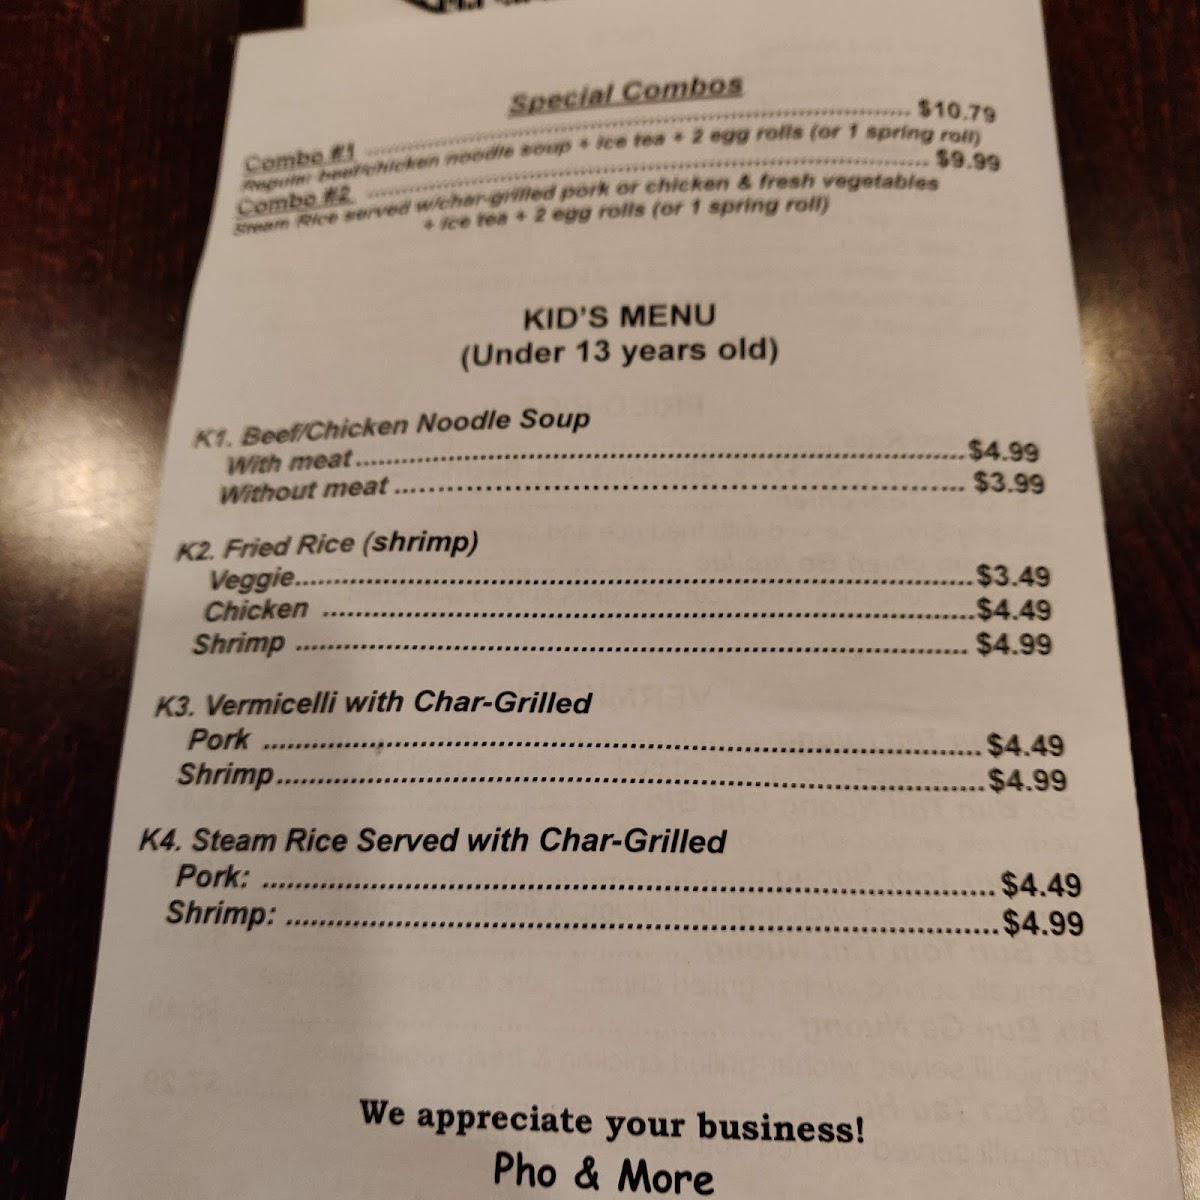 Special Combos
Combo #1 ........................ $10.79
Regular beef/chicken noodle soup + ice tea + 2 egg rolls (or 1 spring roll)
Combo #2 ........................ $9.99
Steam Rice served w/char-grilled pork or chicken & fresh vegetables
+ ice tea + 2 egg rolls (or 1 spring roll)
KID'S MENU
(Under 13 years old)
K1. Beef/Chicken Noodle Soup
With meat ........................ $4.99
Without meat ........................ $3.99
K2. Fried Rice (shrimp)
Veggie ........................ $3.49
Chicken ........................ $4.49
Shrimp ........................ $4.99
K3. Vermicelli with Char-Grilled
Pork ........................ $4.49
Shrimp ........................ $4.99
K4. Steam Rice Served with Char-Grilled
Pork: ........................ $4.49
Shrimp: ........................ $4.99
We appreciate your business!
Pho & More